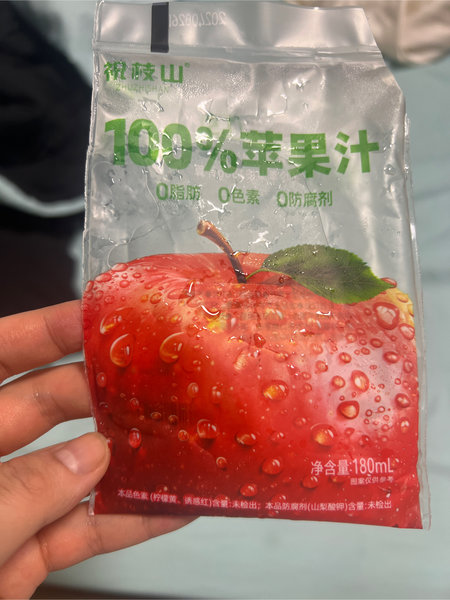 枝山®
100%苹果汁
0脂肪 0色素 0防腐剂
净含量:180mL
图案仅供参考
本品色素(柠檬黄、诱惑红)含量:未检出; 本品防腐剂(山梨酸钾)含量:未检出